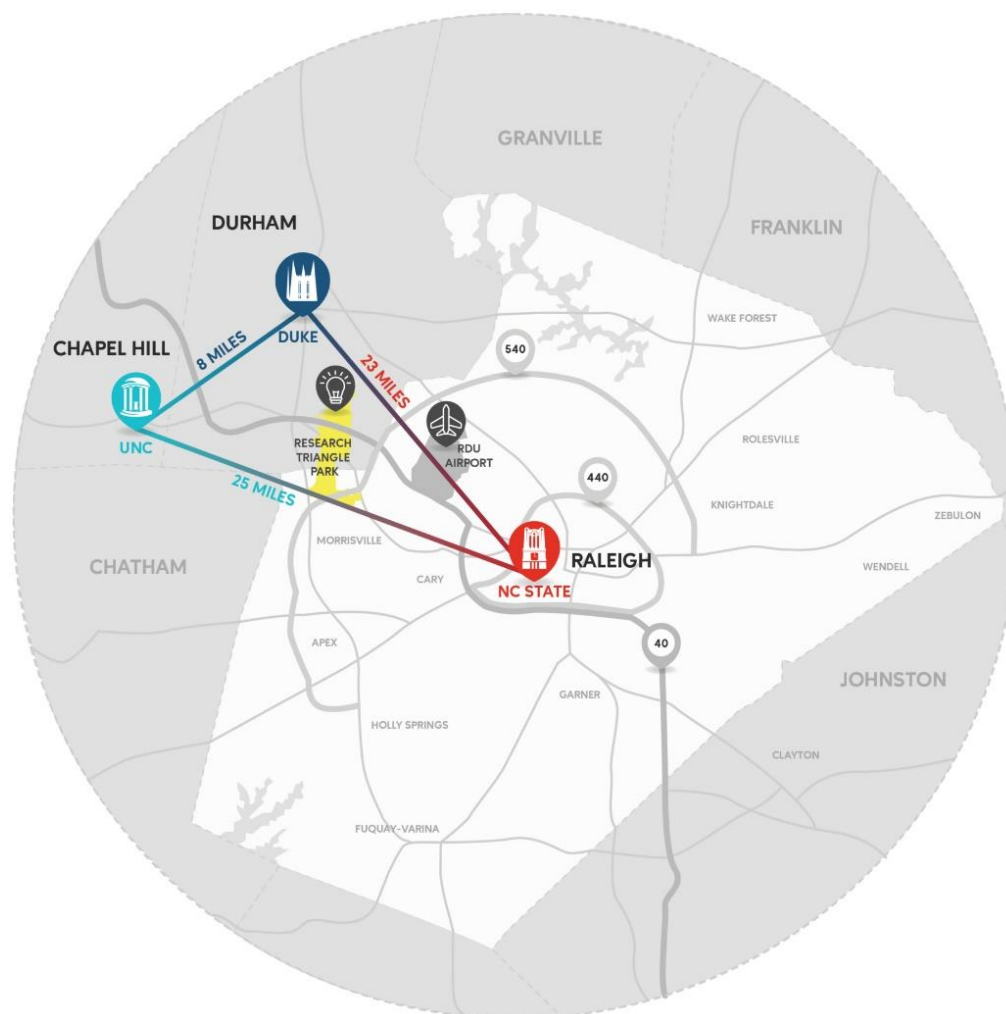 GRANVILLE
FRANKLIN
DURHAM
WAKE FOREST
DUKE
CHAPEL HILL
8 MILES
23 MILES
540
UNC
RESEARCH
TRIANGLE
PARK
RDU
AIRPORT
ROLESVILLE
25 MILES
440
KNIGHTDALE
ZEBULON
MORRISVILLE
CHATHAM
CARY
RALEIGH
WENDELL
NC STATE
APEX
40
JOHNSTON
GARNER
HOLLY SPRINGS
CLAYTON
FUQUAY-VARINA